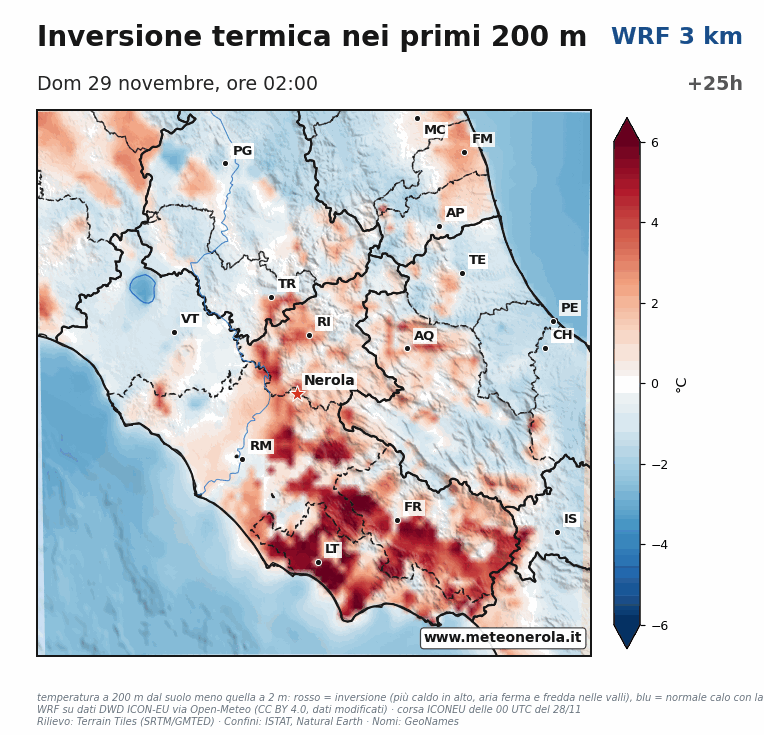 Inversione termica nei primi 200 m WRF 3 km
Dom 29 novembre, ore 02:00 +25h
MC
FM
PG
AP
TE
TR
PE
VT
RI
AQ
CH
Nerola
RM
FR
IS
LT
www.meteonerola.it
6
4
2
0
−2
−4
−6
°C
temperatura a 200 m dal suolo meno quella a 2 m: rosso = inversione (più caldo in alto, aria ferma e fredda nelle valli), blu = normale calo con la
WRF su dati DWD ICON-EU via Open-Meteo (CC BY 4.0, dati modificati) · corsa ICONEU delle 00 UTC del 28/11
Rilievo: Terrain Tiles (SRTM/GMTED) · Confini: ISTAT, Natural Earth · Nomi: GeoNames